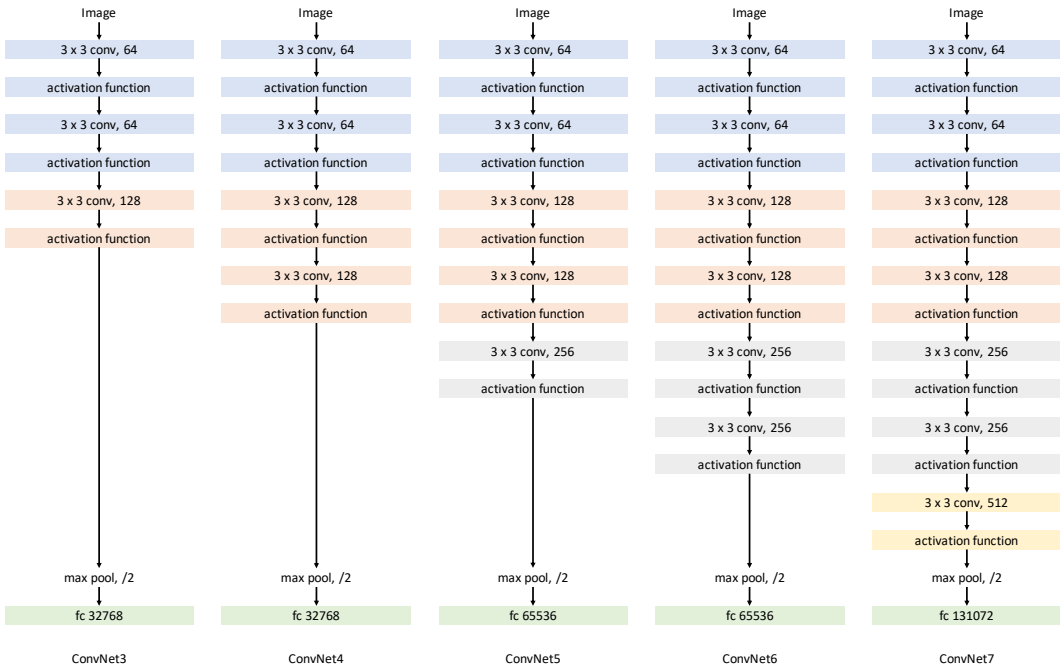 Image
3 x 3 conv, 64
activation function
3 x 3 conv, 64
activation function
3 x 3 conv, 128
activation function
max pool, /2
fc 32768
ConvNet3
Image
3 x 3 conv, 64
activation function
3 x 3 conv, 64
activation function
3 x 3 conv, 128
activation function
3 x 3 conv, 128
activation function
max pool, /2
fc 32768
ConvNet4
Image
3 x 3 conv, 64
activation function
3 x 3 conv, 64
activation function
3 x 3 conv, 128
activation function
3 x 3 conv, 128
activation function
3 x 3 conv, 256
activation function
max pool, /2
fc 65536
ConvNet5
Image
3 x 3 conv, 64
activation function
3 x 3 conv, 64
activation function
3 x 3 conv, 128
activation function
3 x 3 conv, 128
activation function
3 x 3 conv, 256
activation function
3 x 3 conv, 256
activation function
max pool, /2
fc 65536
ConvNet6
Image
3 x 3 conv, 64
activation function
3 x 3 conv, 64
activation function
3 x 3 conv, 128
activation function
3 x 3 conv, 128
activation function
3 x 3 conv, 256
activation function
3 x 3 conv, 256
activation function
3 x 3 conv, 512
activation function
max pool, /2
fc 131072
ConvNet7